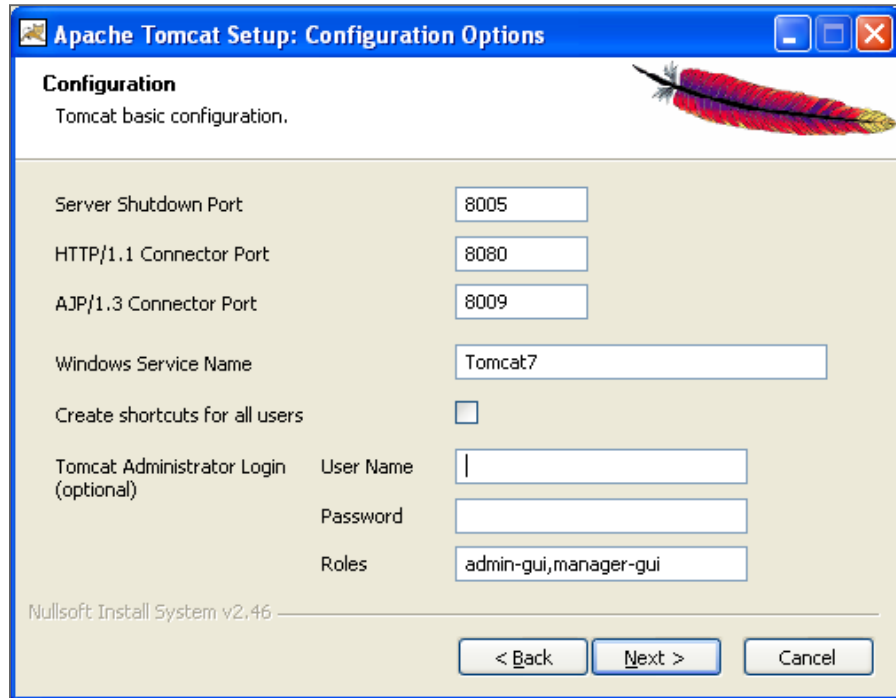 Apache Tomcat Setup: Configuration Options
Configuration
Tomcat basic configuration.
Server Shutdown Port 8005
HTTP/1.1 Connector Port 8080
AJP/1.3 Connector Port 8009
Windows Service Name Tomcat7
Create shortcuts for all users
Tomcat Administrator Login User Name
(optional)
Password
Roles admin-gui,manager-gui
Nullsoft Install System v2.46
< Back Next > Cancel